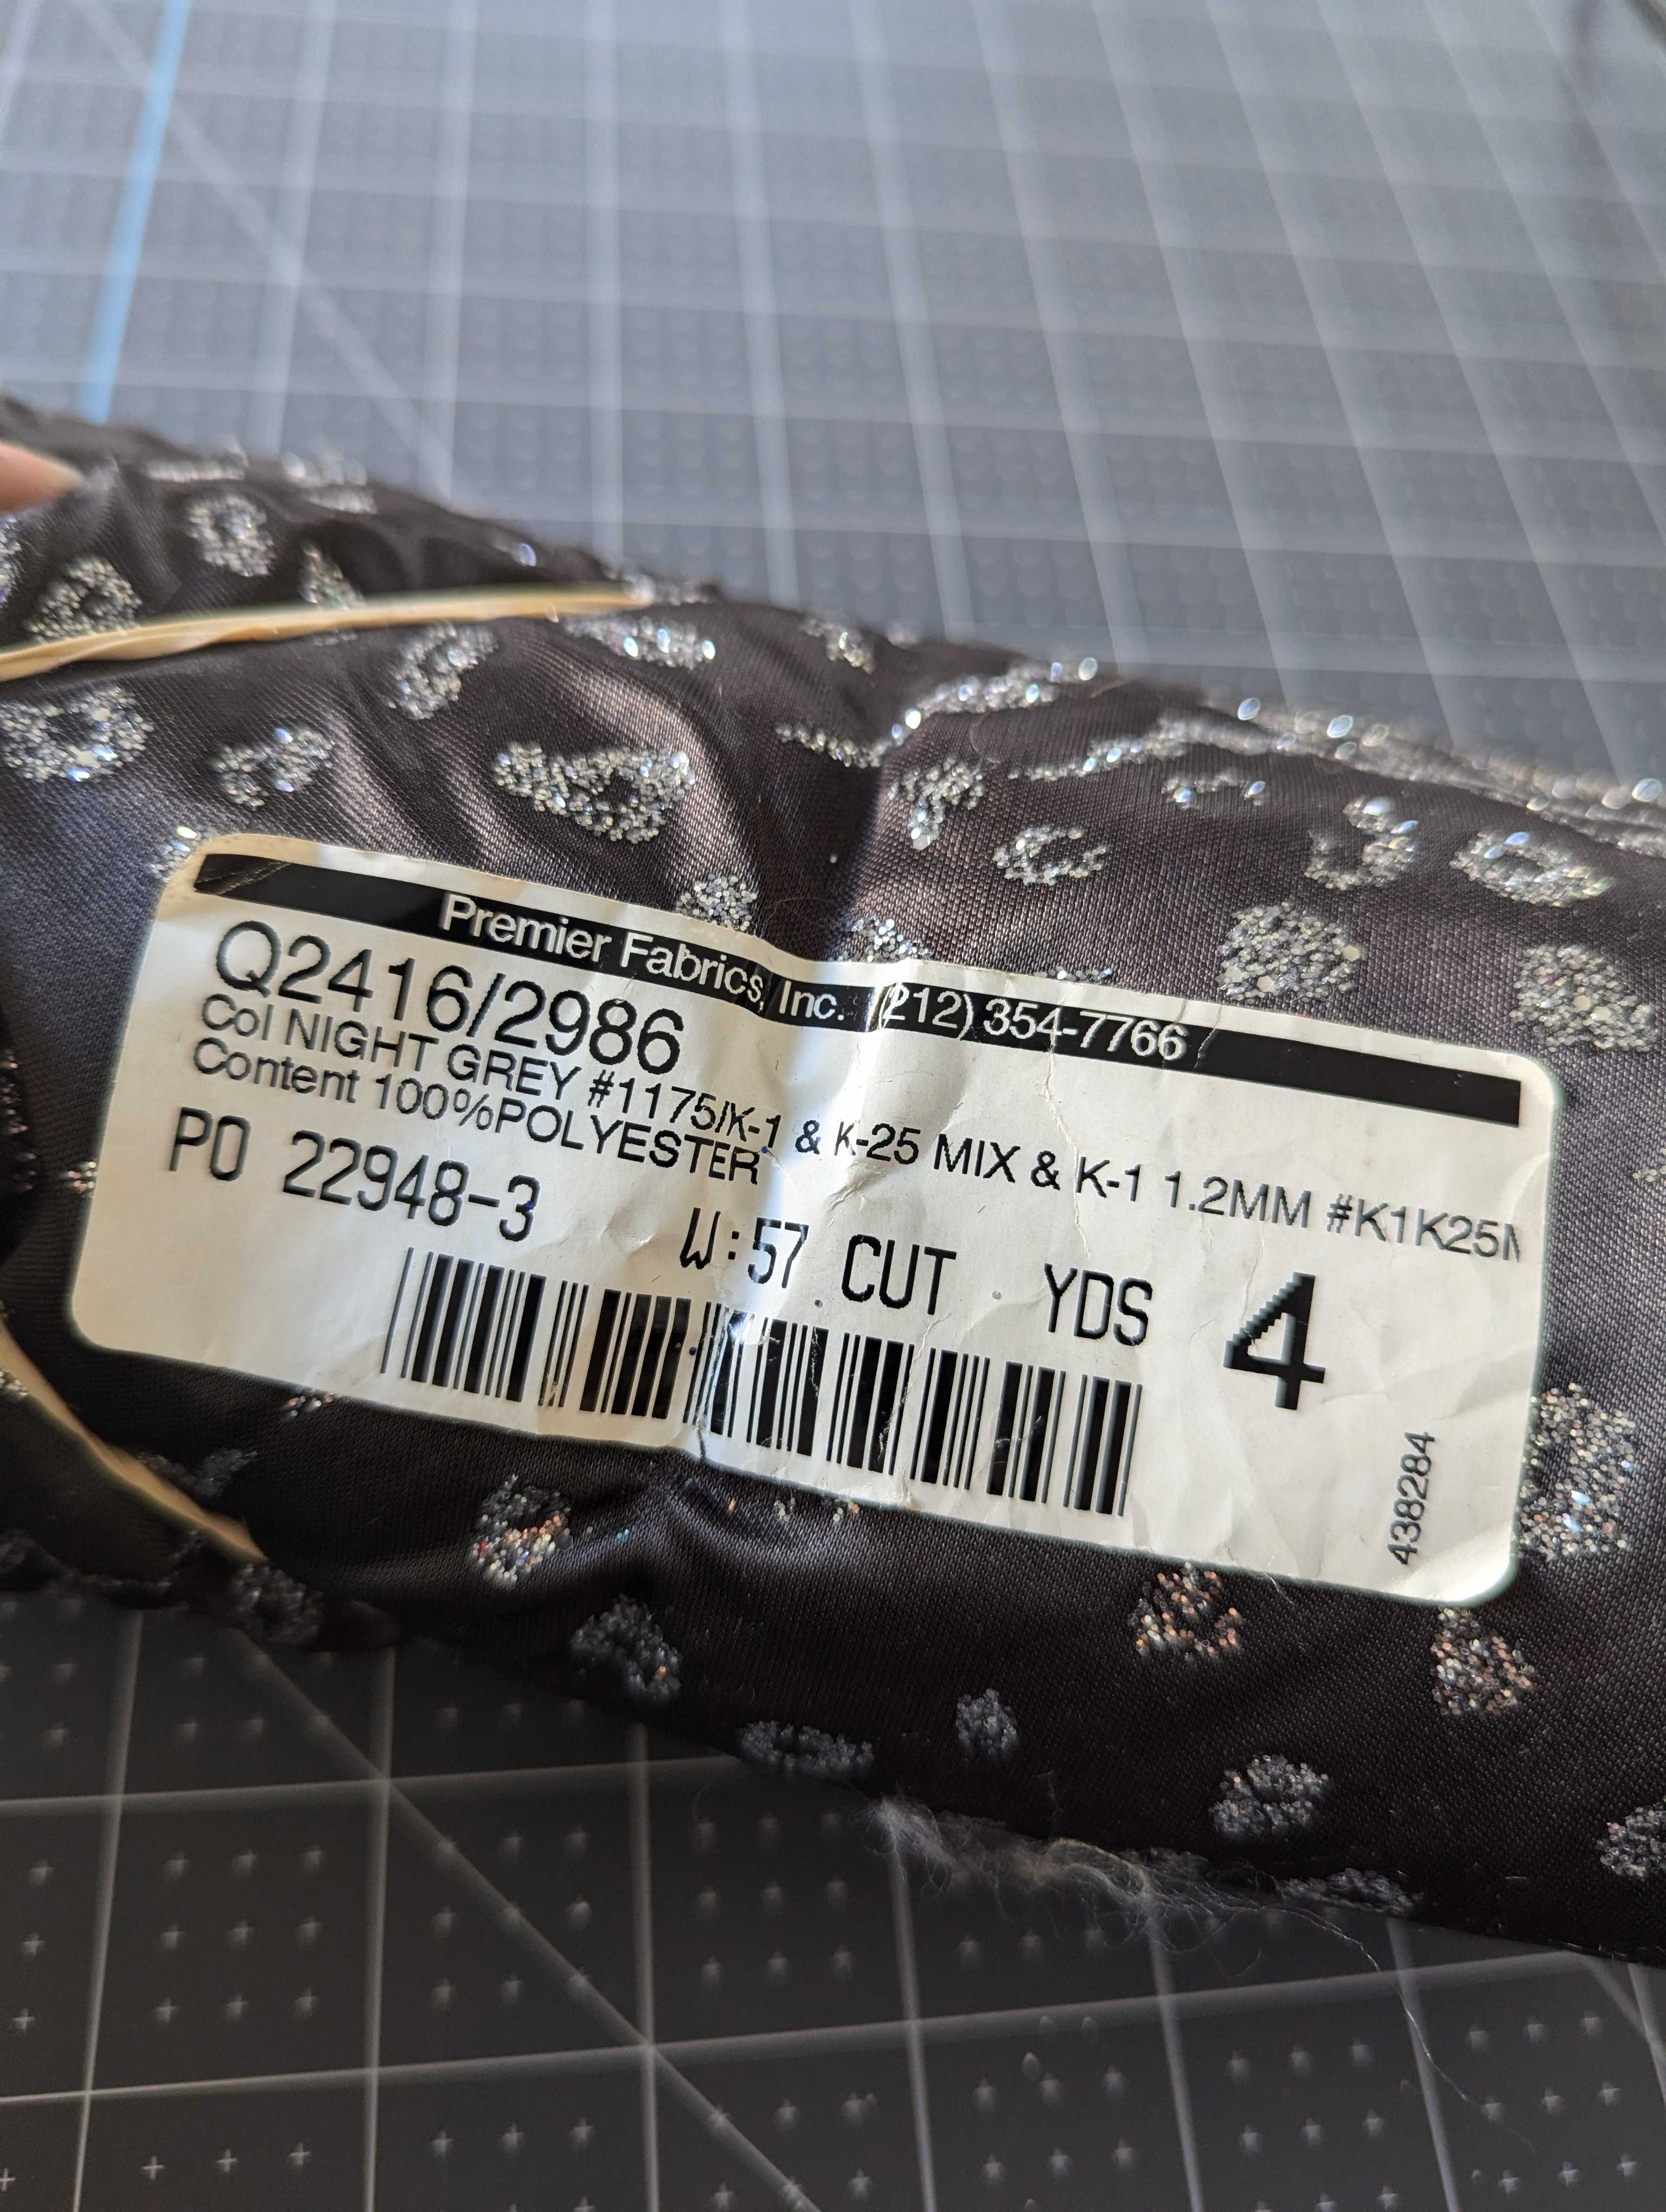 Premier Fabrics, Inc. (212) 354-7766
Q2416/2986
Col NIGHT GREY #1175/K-1 & K-25 MIX & K-1 1.2MM #K1K25M
Content 100%POLYESTER
PO 22948-3 W:57 CUT YDS 4
438284